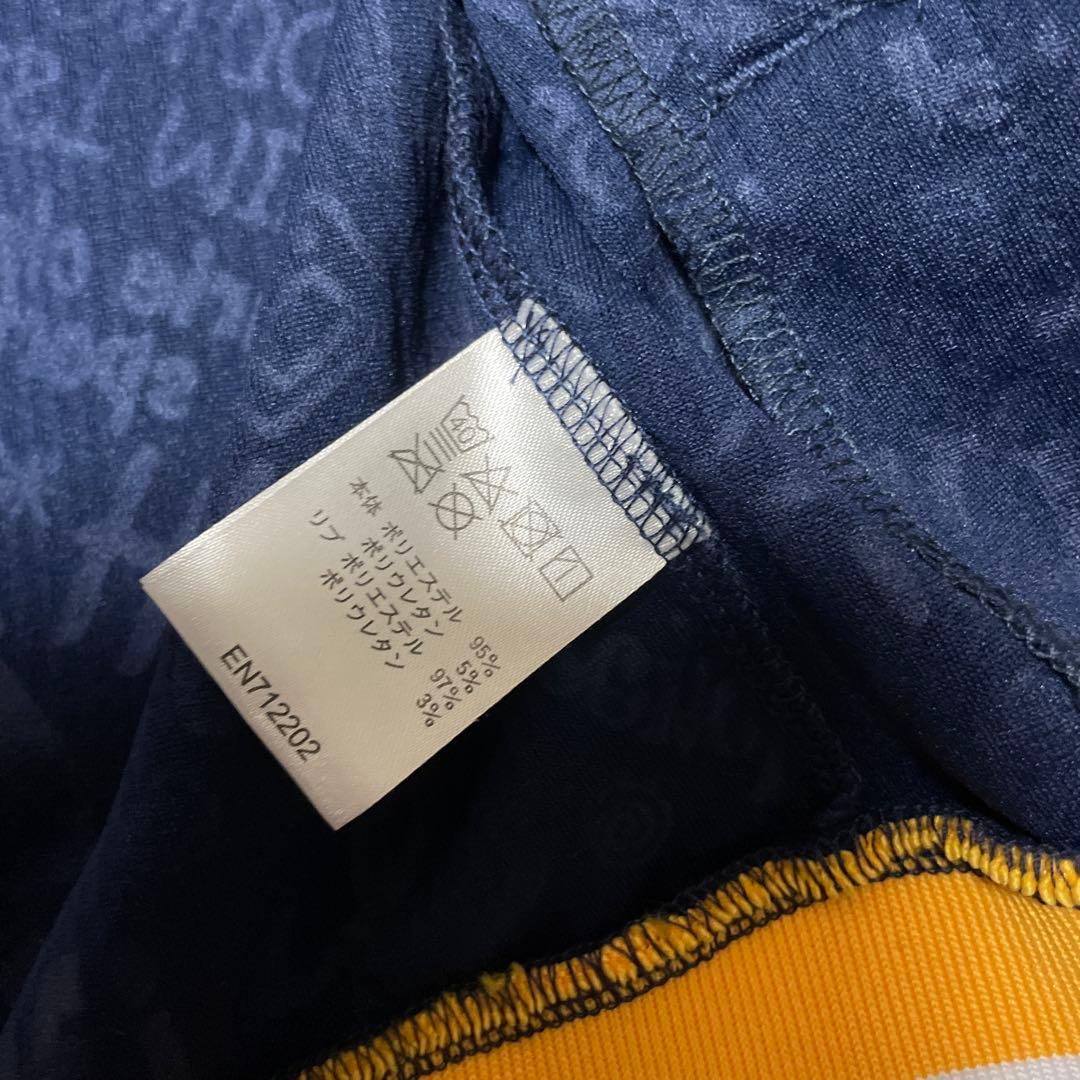 40
本体 ポリエステル 95%
ポリウレタン 5%
リブ ポリエステル 97%
ポリウレタン 3%
EN712202